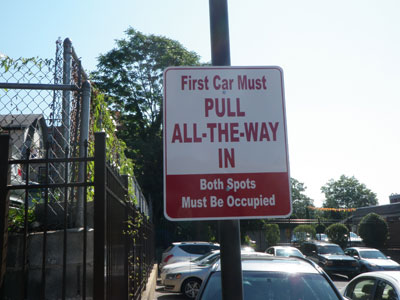 First Car Must
PULL
ALL-THE-WAY
IN
Both Spots
Must Be Occupied